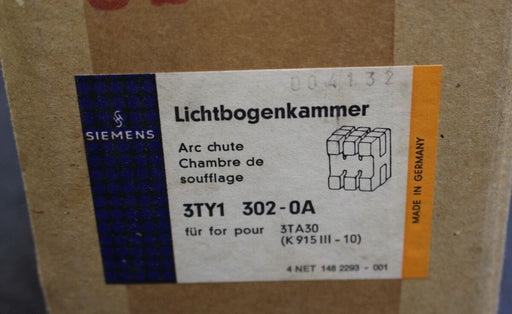 004132
SIEMENS
Lichtbogenkammer
Arc chute
Chambre de
soufflage
3TY1 302-0A
für for pour 3TA30
(K 915 III - 10)
4 NET 148 2293 - 001
MADE IN GERMANY